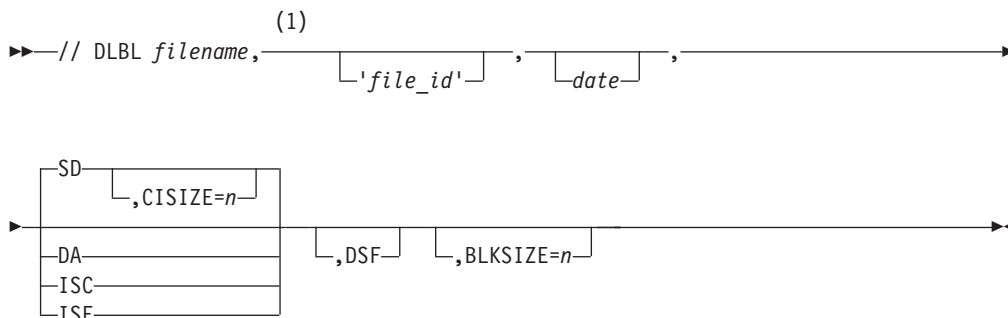 (1)
// DLBL filename, 'file_id' , date ,
SD ,CISIZE=n
DA ,DSF ,BLKSIZE=n
ISC
ISE